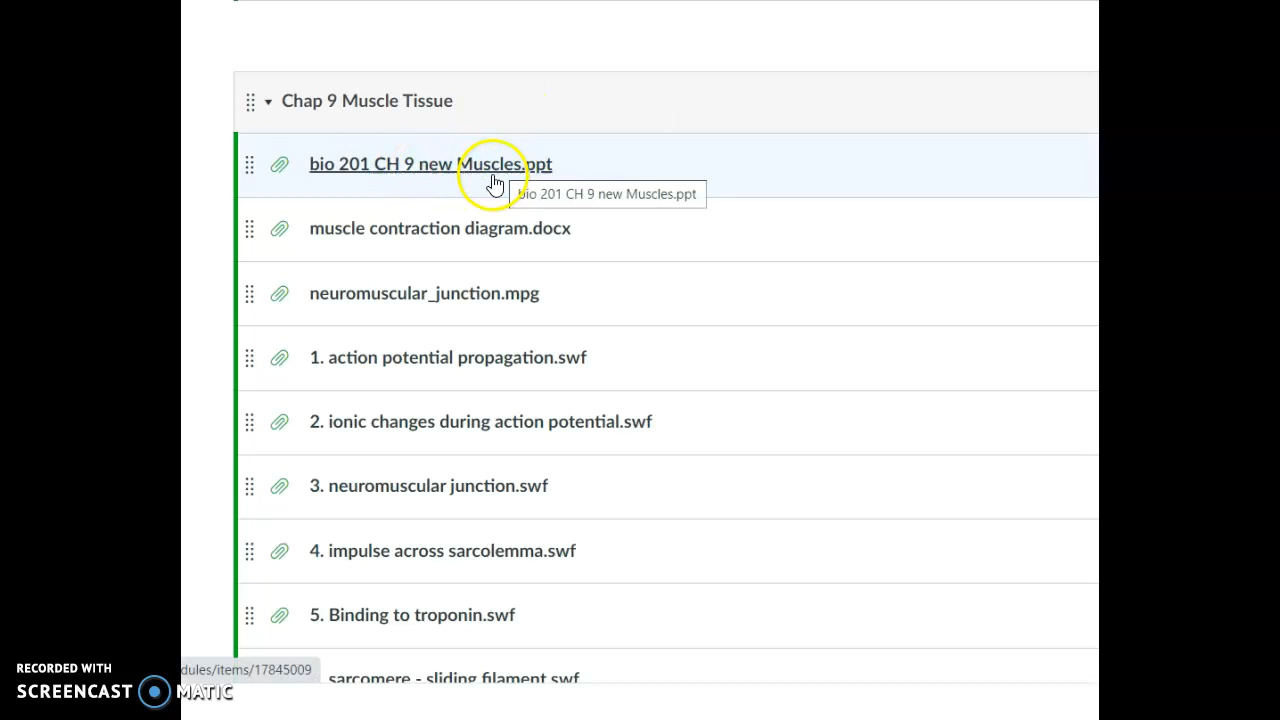 Chap 9 Muscle Tissue
bio 201 CH 9 new Muscles.ppt
bio 201 CH 9 new Muscles.ppt
muscle contraction diagram.docx
neuromuscular_junction.mpg
1. action potential propagation.swf
2. ionic changes during action potential.swf
3. neuromuscular junction.swf
4. impulse across sarcolemma.swf
5. Binding to troponin.swf
sarcomere - sliding filament.swf
dules/items/17845009
RECORDED WITH
SCREENCAST MATIC